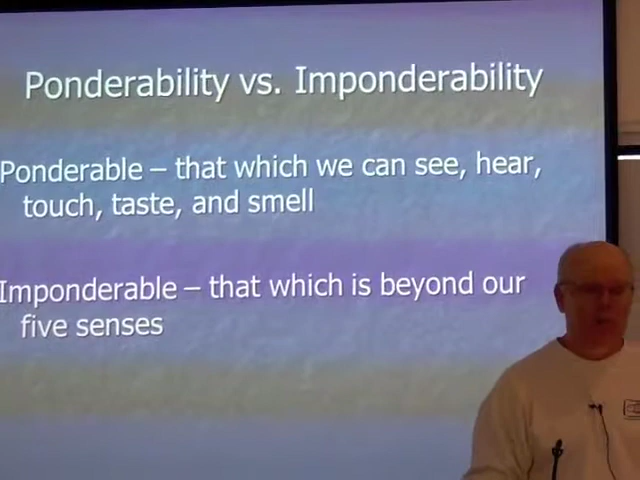 Ponderability vs. Imponderability
Ponderable – that which we can see, hear,
touch, taste, and smell
Imponderable – that which is beyond our
five senses